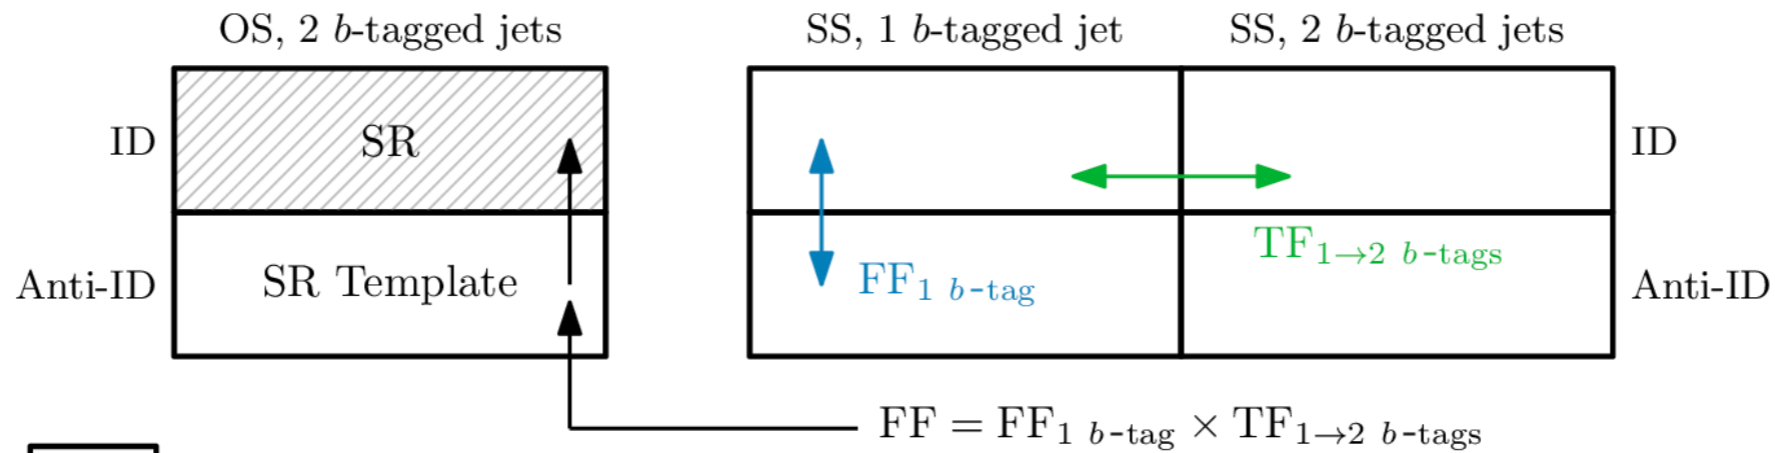 OS, 2 b-tagged jets SS, 1 b-tagged jet SS, 2 b-tagged jets
ID SR ID
Anti-ID SR Template FF1 b-tag TF1→2 b-tags Anti-ID
FF = FF1 b-tag × TF1→2 b-tags